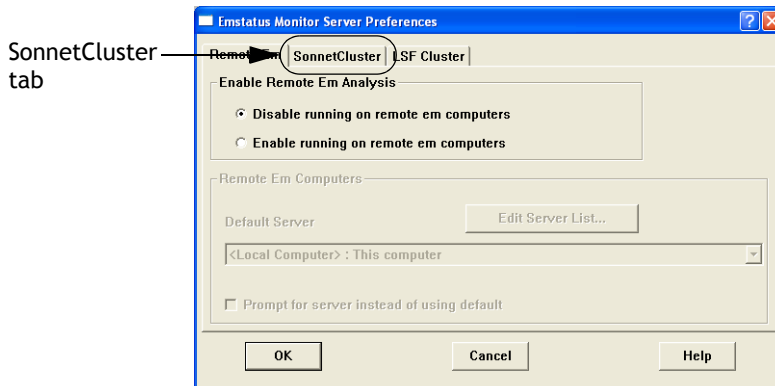 Emstatus Monitor Server Preferences
SonnetCluster
tab
Remote Em SonnetCluster LSF Cluster
Enable Remote Em Analysis
Disable running on remote em computers
Enable running on remote em computers
Remote Em Computers
Default Server Edit Server List...
<Local Computer> : This computer
Prompt for server instead of using default
OK Cancel Help